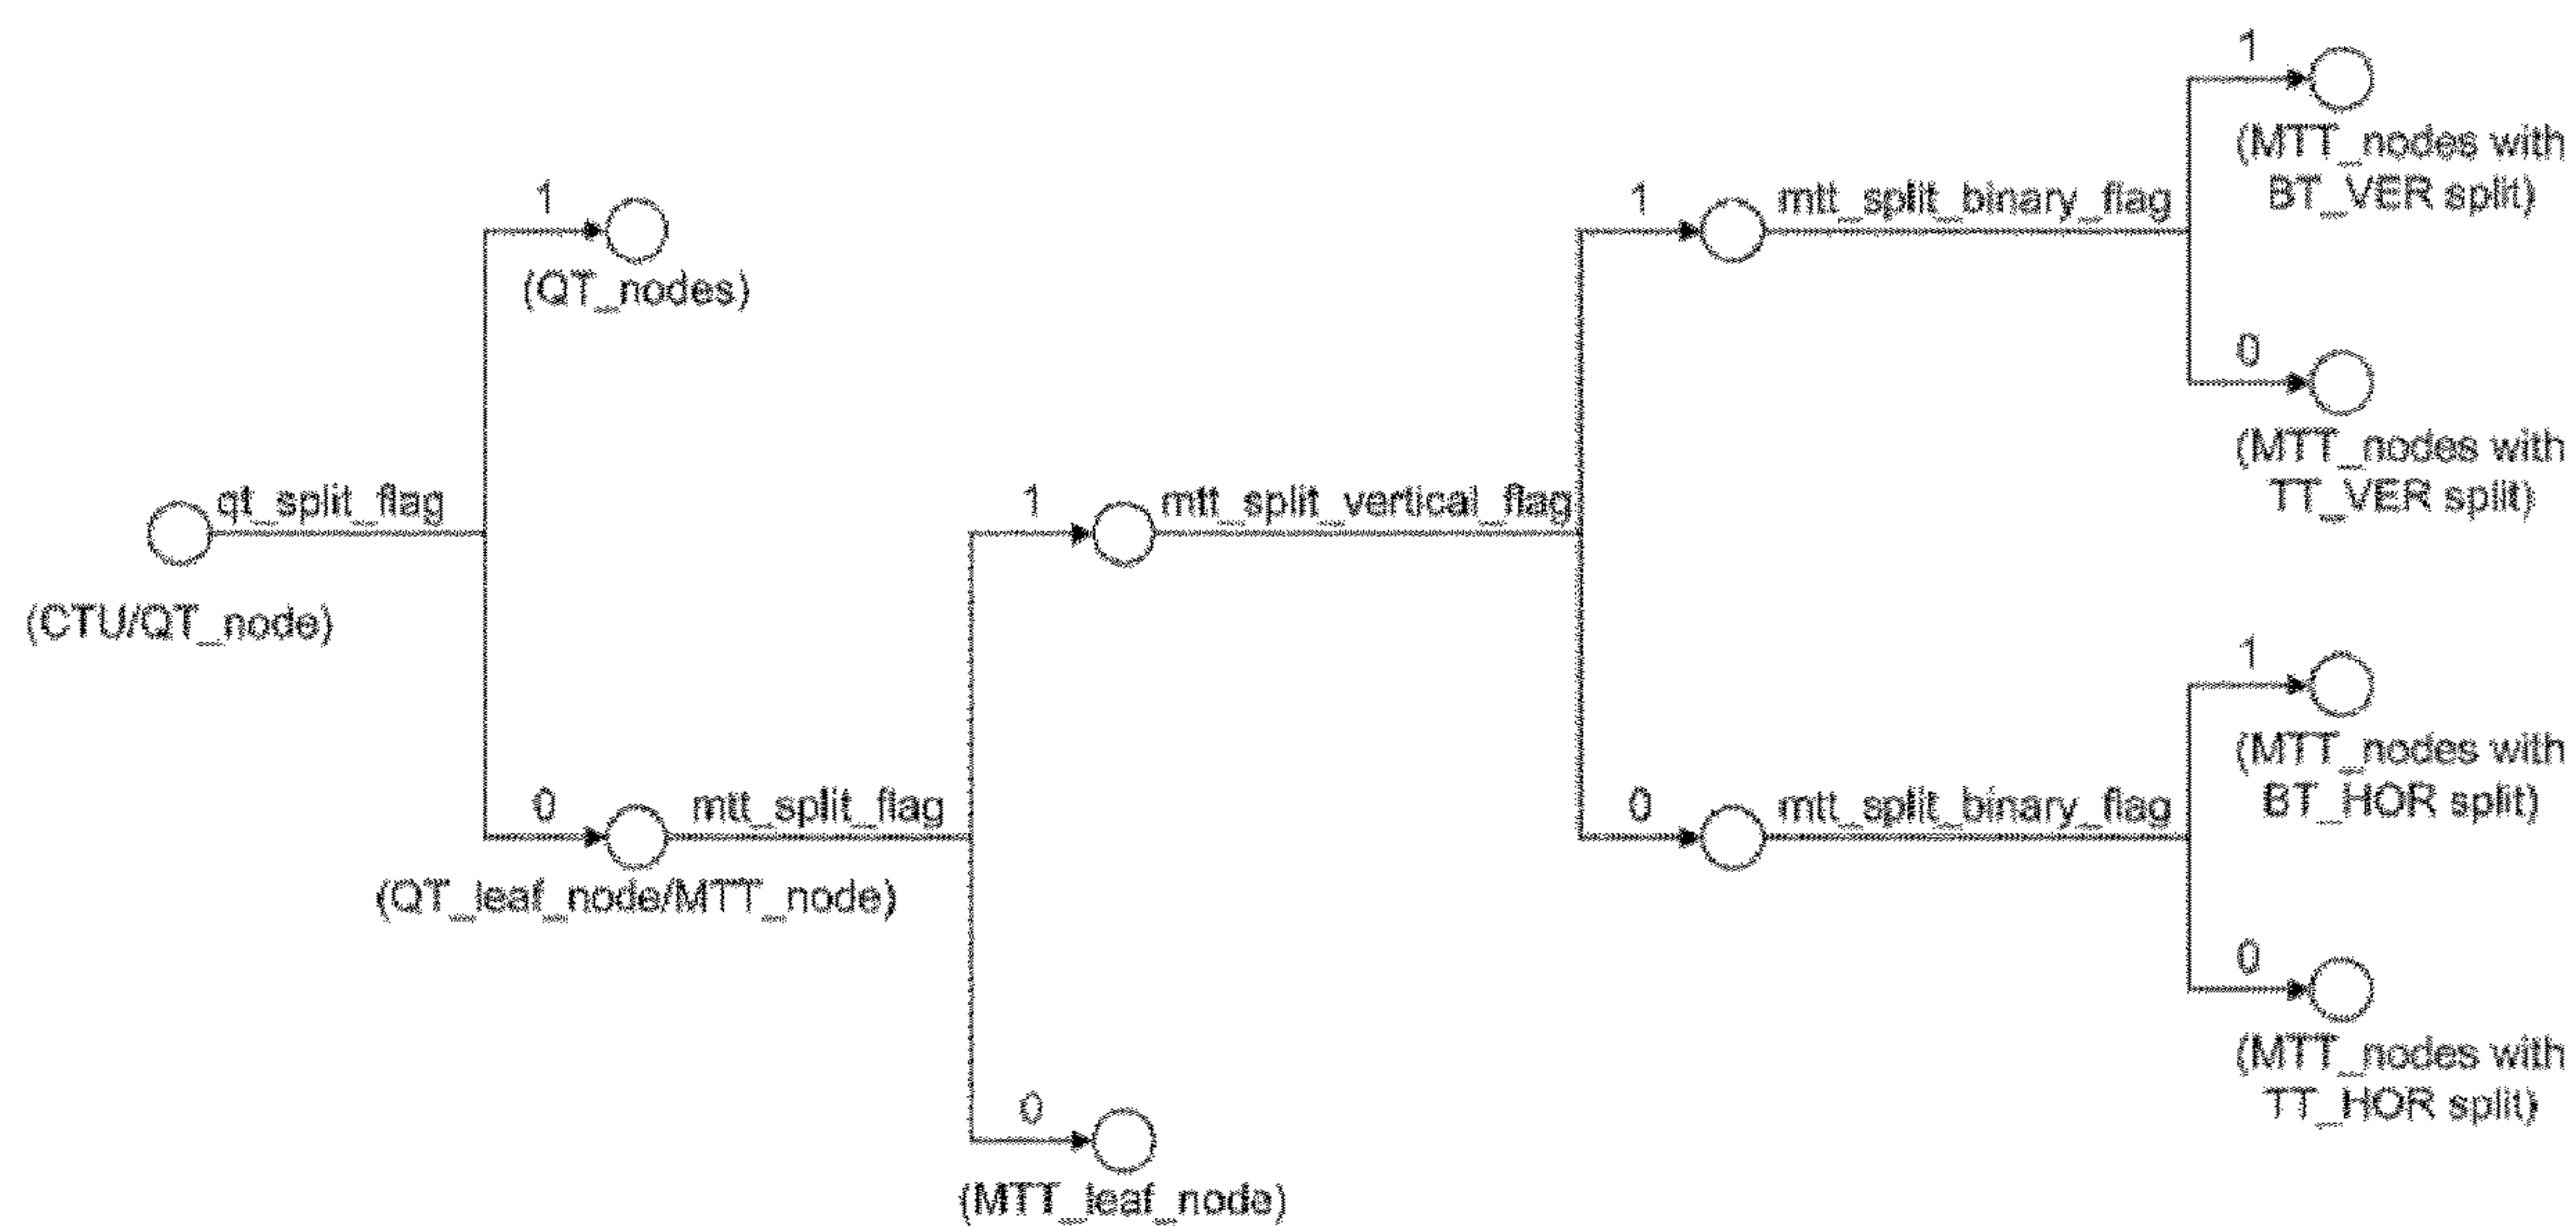 1
(MTT_nodes with
BT_VER split)
1
(QT_nodes)
1
mtt_split_binary_flag
0
(MTT_nodes with
TT_VER split)
qt_split_flag
(CTU/QT_node)
1
mtt_split_vertical_flag
1
(MTT_nodes with
BT_HOR split)
0
mtt_split_flag
(QT_leaf_node/MTT_node)
0
mtt_split_binary_flag
0
(MTT_nodes with
TT_HOR split)
0
(MTT_leaf_node)